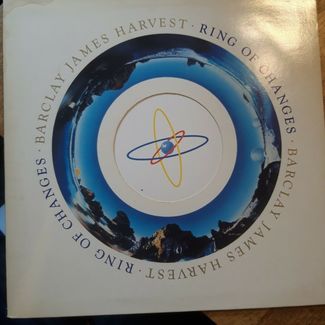 BARCLAY JAMES HARVEST · RING OF CHANGES · BARCLAY JAMES HARVEST · RING OF CHANGES ·